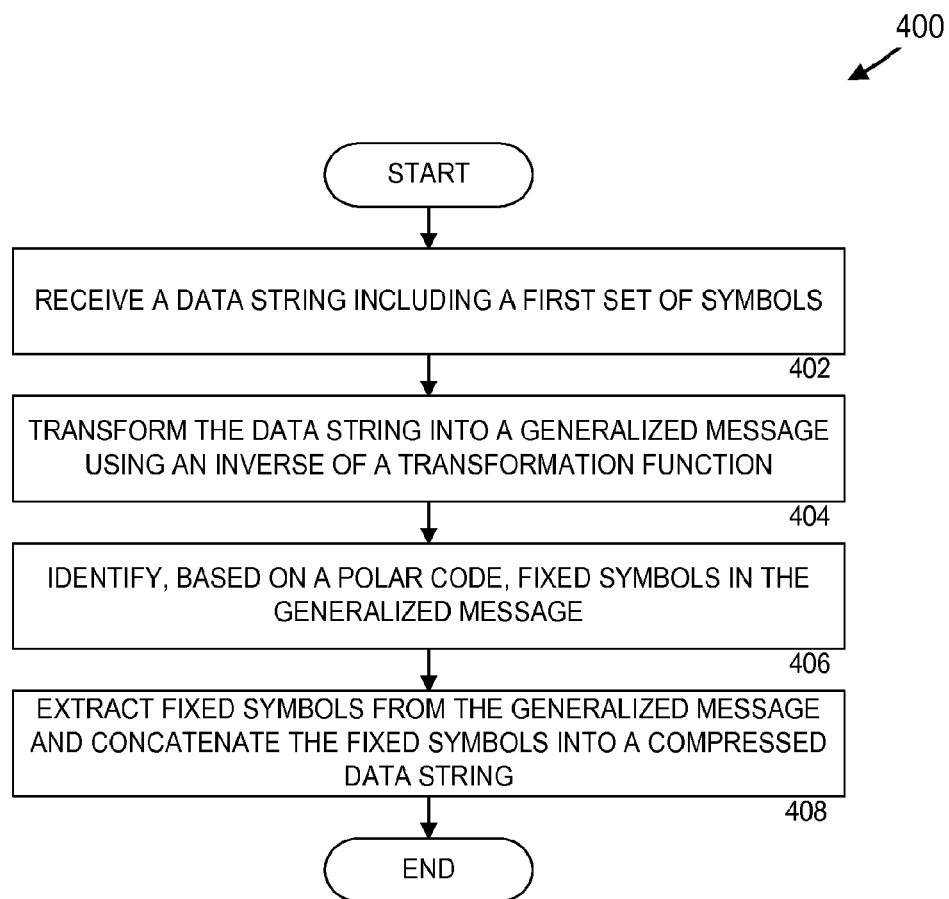 400
START
RECEIVE A DATA STRING INCLUDING A FIRST SET OF SYMBOLS
402
TRANSFORM THE DATA STRING INTO A GENERALIZED MESSAGE
USING AN INVERSE OF A TRANSFORMATION FUNCTION
404
IDENTIFY, BASED ON A POLAR CODE, FIXED SYMBOLS IN THE
GENERALIZED MESSAGE
406
EXTRACT FIXED SYMBOLS FROM THE GENERALIZED MESSAGE
AND CONCATENATE THE FIXED SYMBOLS INTO A COMPRESSED
DATA STRING
408
END